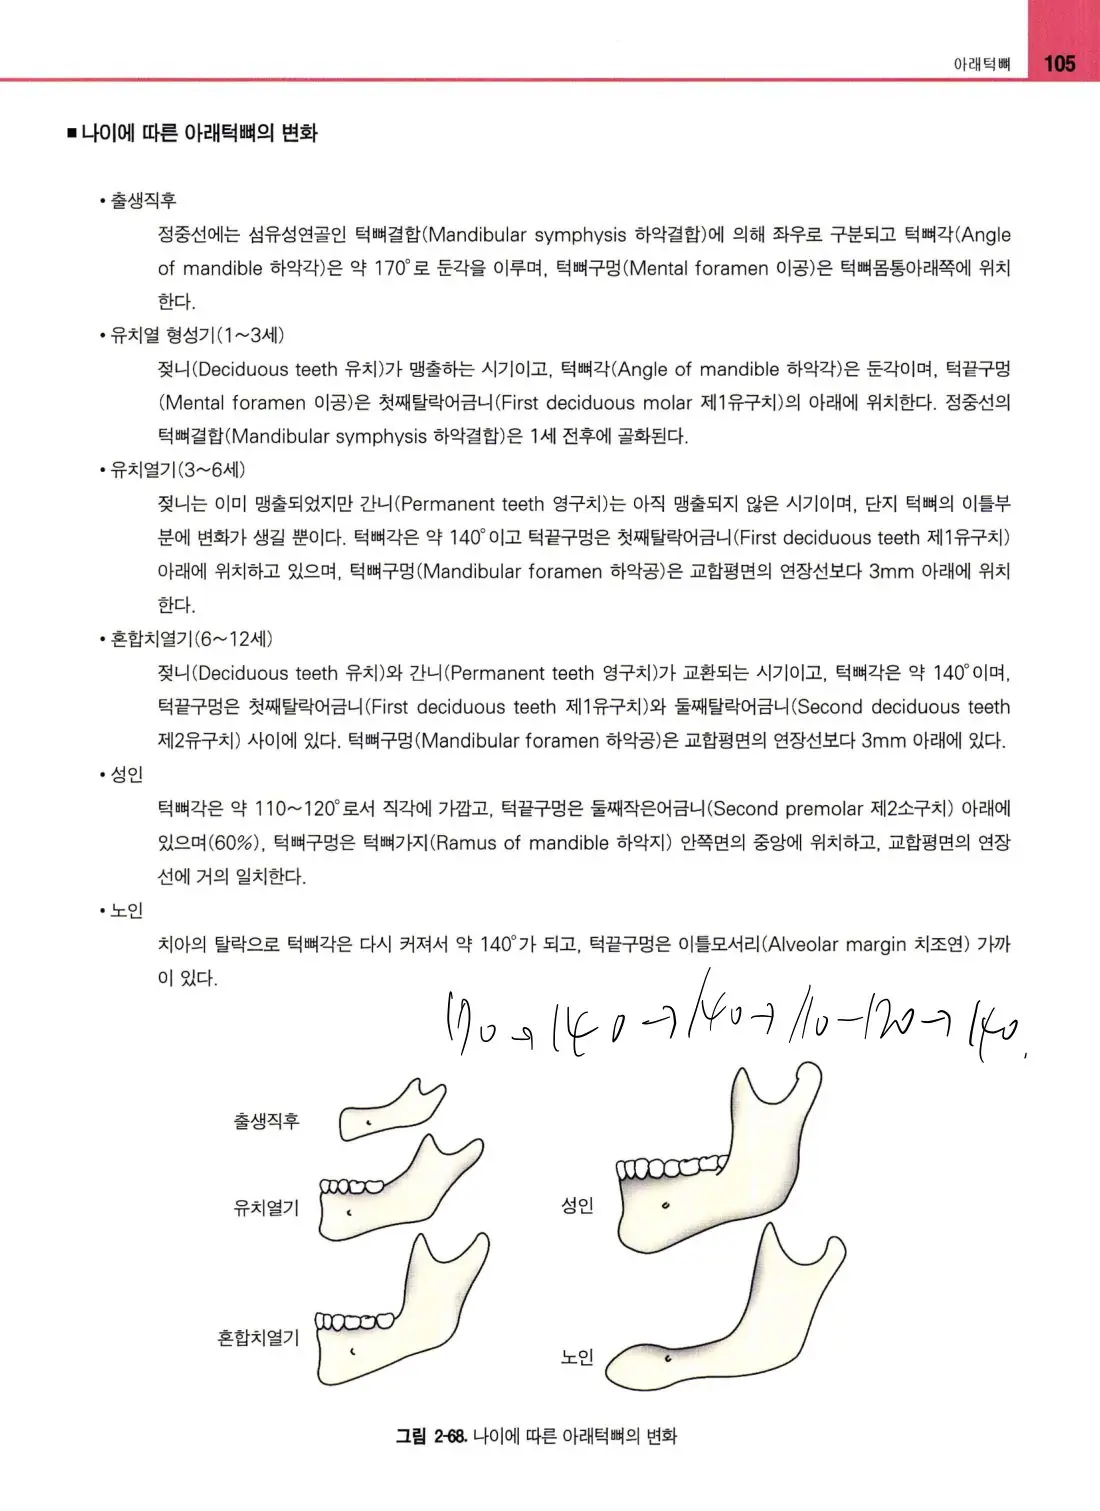 아래턱뼈 105
■ 나이에 따른 아래턱뼈의 변화
• 출생직후
정중선에는 섬유성연골인 턱뼈결합(Mandibular symphysis 하악결합)에 의해 좌우로 구분되고 턱뼈각(Angle
of mandible 하악각)은 약 170°로 둔각을 이루며, 턱뼈구멍(Mental foramen 이공)은 턱뼈몸통아래쪽에 위치
한다.
• 유치열 형성기(1~3세)
젖니(Deciduous teeth 유치)가 맹출하는 시기이고, 턱뼈각(Angle of mandible 하악각)은 둔각이며, 턱끝구멍
(Mental foramen 이공)은 첫째탈락어금니(First deciduous molar 제1유구치)의 아래에 위치한다. 정중선의
턱뼈결합(Mandibular symphysis 하악결합)은 1세 전후에 골화된다.
• 유치열기(3~6세)
젖니는 이미 맹출되었지만 간니(Permanent teeth 영구치)는 아직 맹출되지 않은 시기이며, 단지 턱뼈의 이틀부
분에 변화가 생길 뿐이다. 턱뼈각은 약 140°이고 턱끝구멍은 첫째탈락어금니(First deciduous teeth 제1유구치)
아래에 위치하고 있으며, 턱뼈구멍(Mandibular foramen 하악공)은 교합평면의 연장선보다 3mm 아래에 위치
한다.
• 혼합치열기(6~12세)
젖니(Deciduous teeth 유치)와 간니(Permanent teeth 영구치)가 교환되는 시기이고, 턱뼈각은 약 140°이며,
턱끝구멍은 첫째탈락어금니(First deciduous teeth 제1유구치)와 둘째탈락어금니(Second deciduous teeth
제2유구치) 사이에 있다. 턱뼈구멍(Mandibular foramen 하악공)은 교합평면의 연장선보다 3mm 아래에 있다.
• 성인
턱뼈각은 약 110~120°로서 직각에 가깝고, 턱끝구멍은 둘째작은어금니(Second premolar 제2소구치) 아래에
있으며(60%), 턱뼈구멍은 턱뼈가지(Ramus of mandible 하악지) 안쪽면의 중앙에 위치하고, 교합평면의 연장
선에 거의 일치한다.
• 노인
치아의 탈락으로 턱뼈각은 다시 커져서 약 140°가 되고, 턱끝구멍은 이틀모서리(Alveolar margin 치조연) 가까
이 있다.
170→140→140→110-120→140.
출생직후
유치열기
성인
혼합치열기
노인
그림 2-68. 나이에 따른 아래턱뼈의 변화